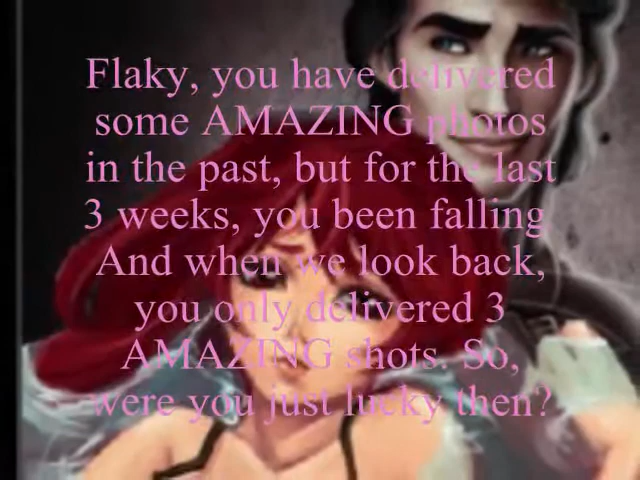 Flaky, you have delivered
some AMAZING photos
in the past, but for the last
3 weeks, you been falling
And when we look back,
you only delivered 3
AMAZING shots. So,
were you just lucky then?